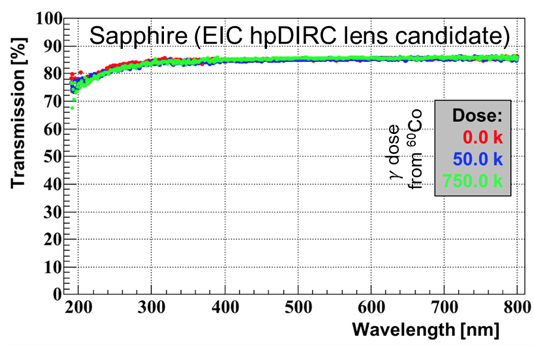 Sapphire (EIC hpDIRC lens candidate)
Transmission [%]
100
90
80
70
60
50
40
30
20
10
0
γ dose
from ⁶⁰Co
Dose:
0.0 k
50.0 k
750.0 k
200 300 400 500 600 700 800
Wavelength [nm]